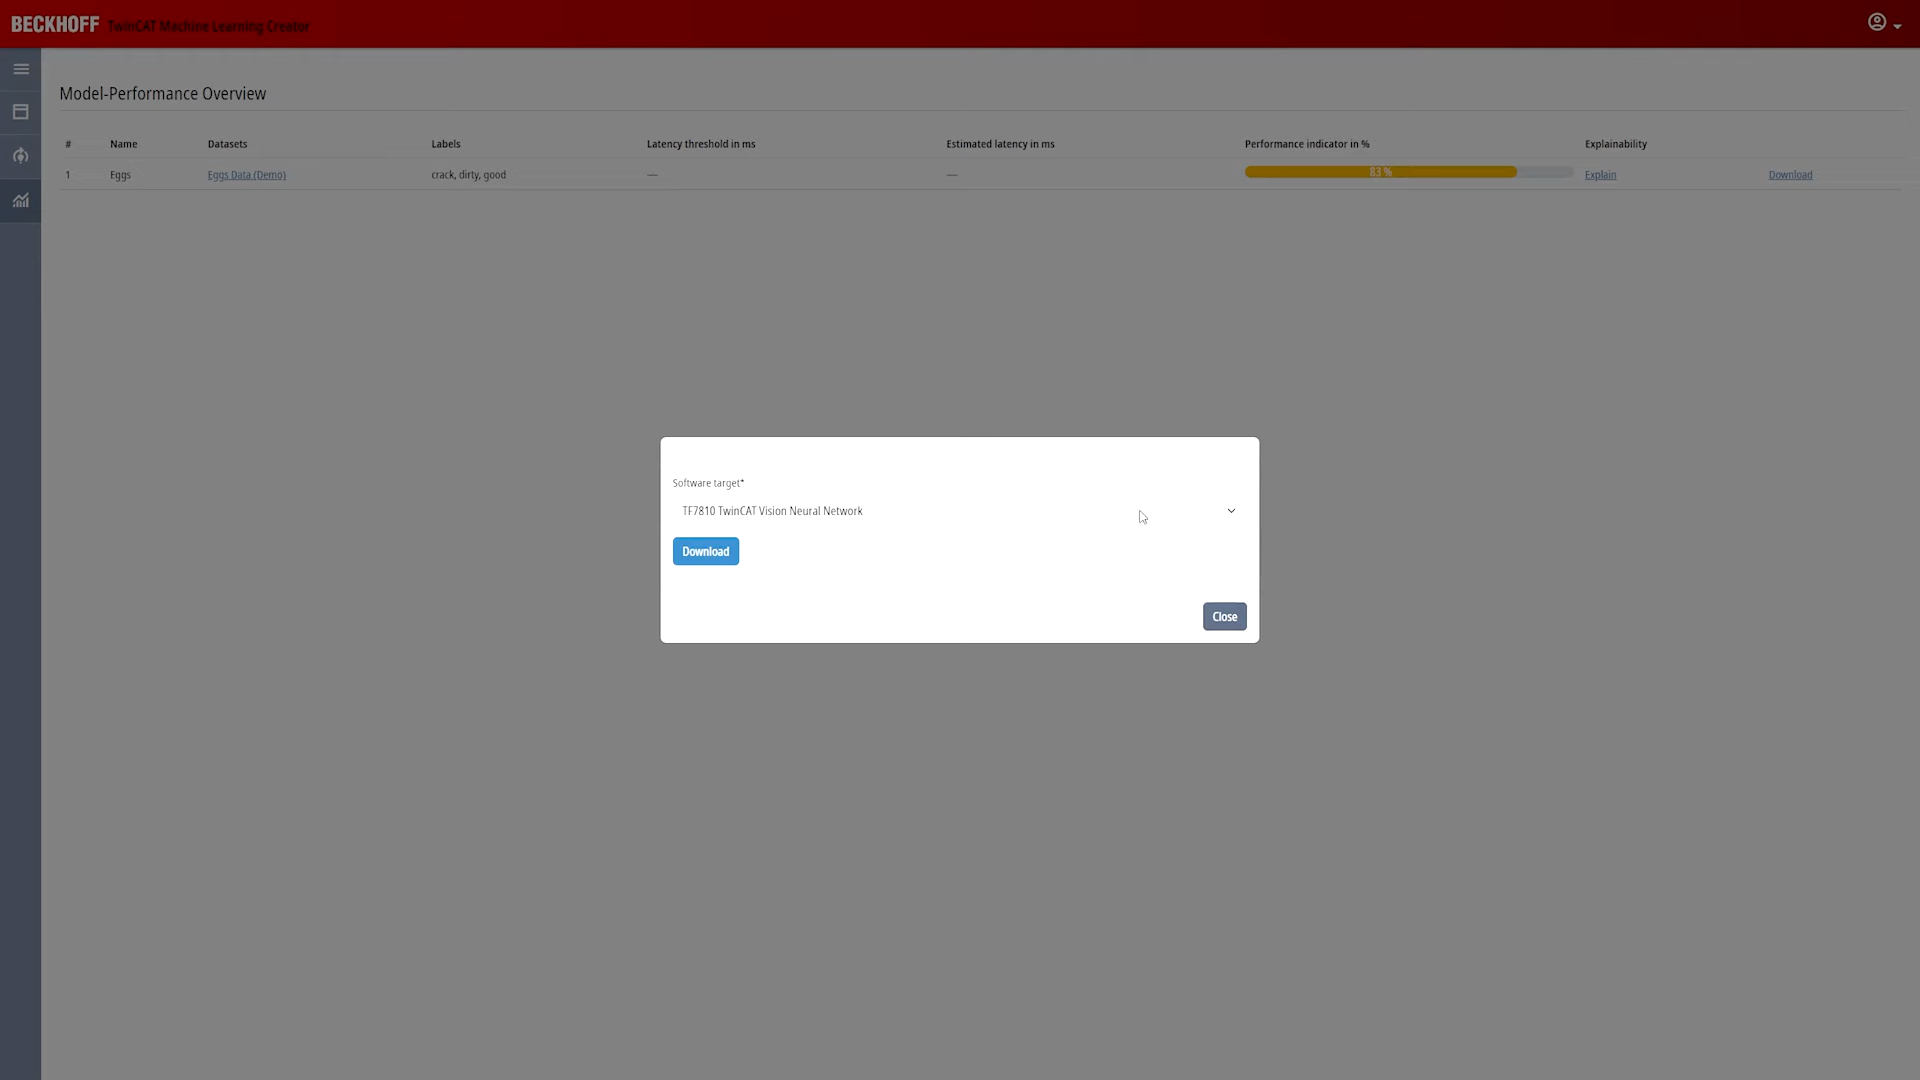 BECKHOFF TwinCAT Machine Learning Creator
Model-Performance Overview
# Name Datasets Labels Latency threshold in ms Estimated latency in ms Performance indicator in % Explainability
1 Eggs Eggs Data (Demo) crack, dirty, good — — 83 % Explain Download
Software target*
TF7810 TwinCAT Vision Neural Network
Download
Close